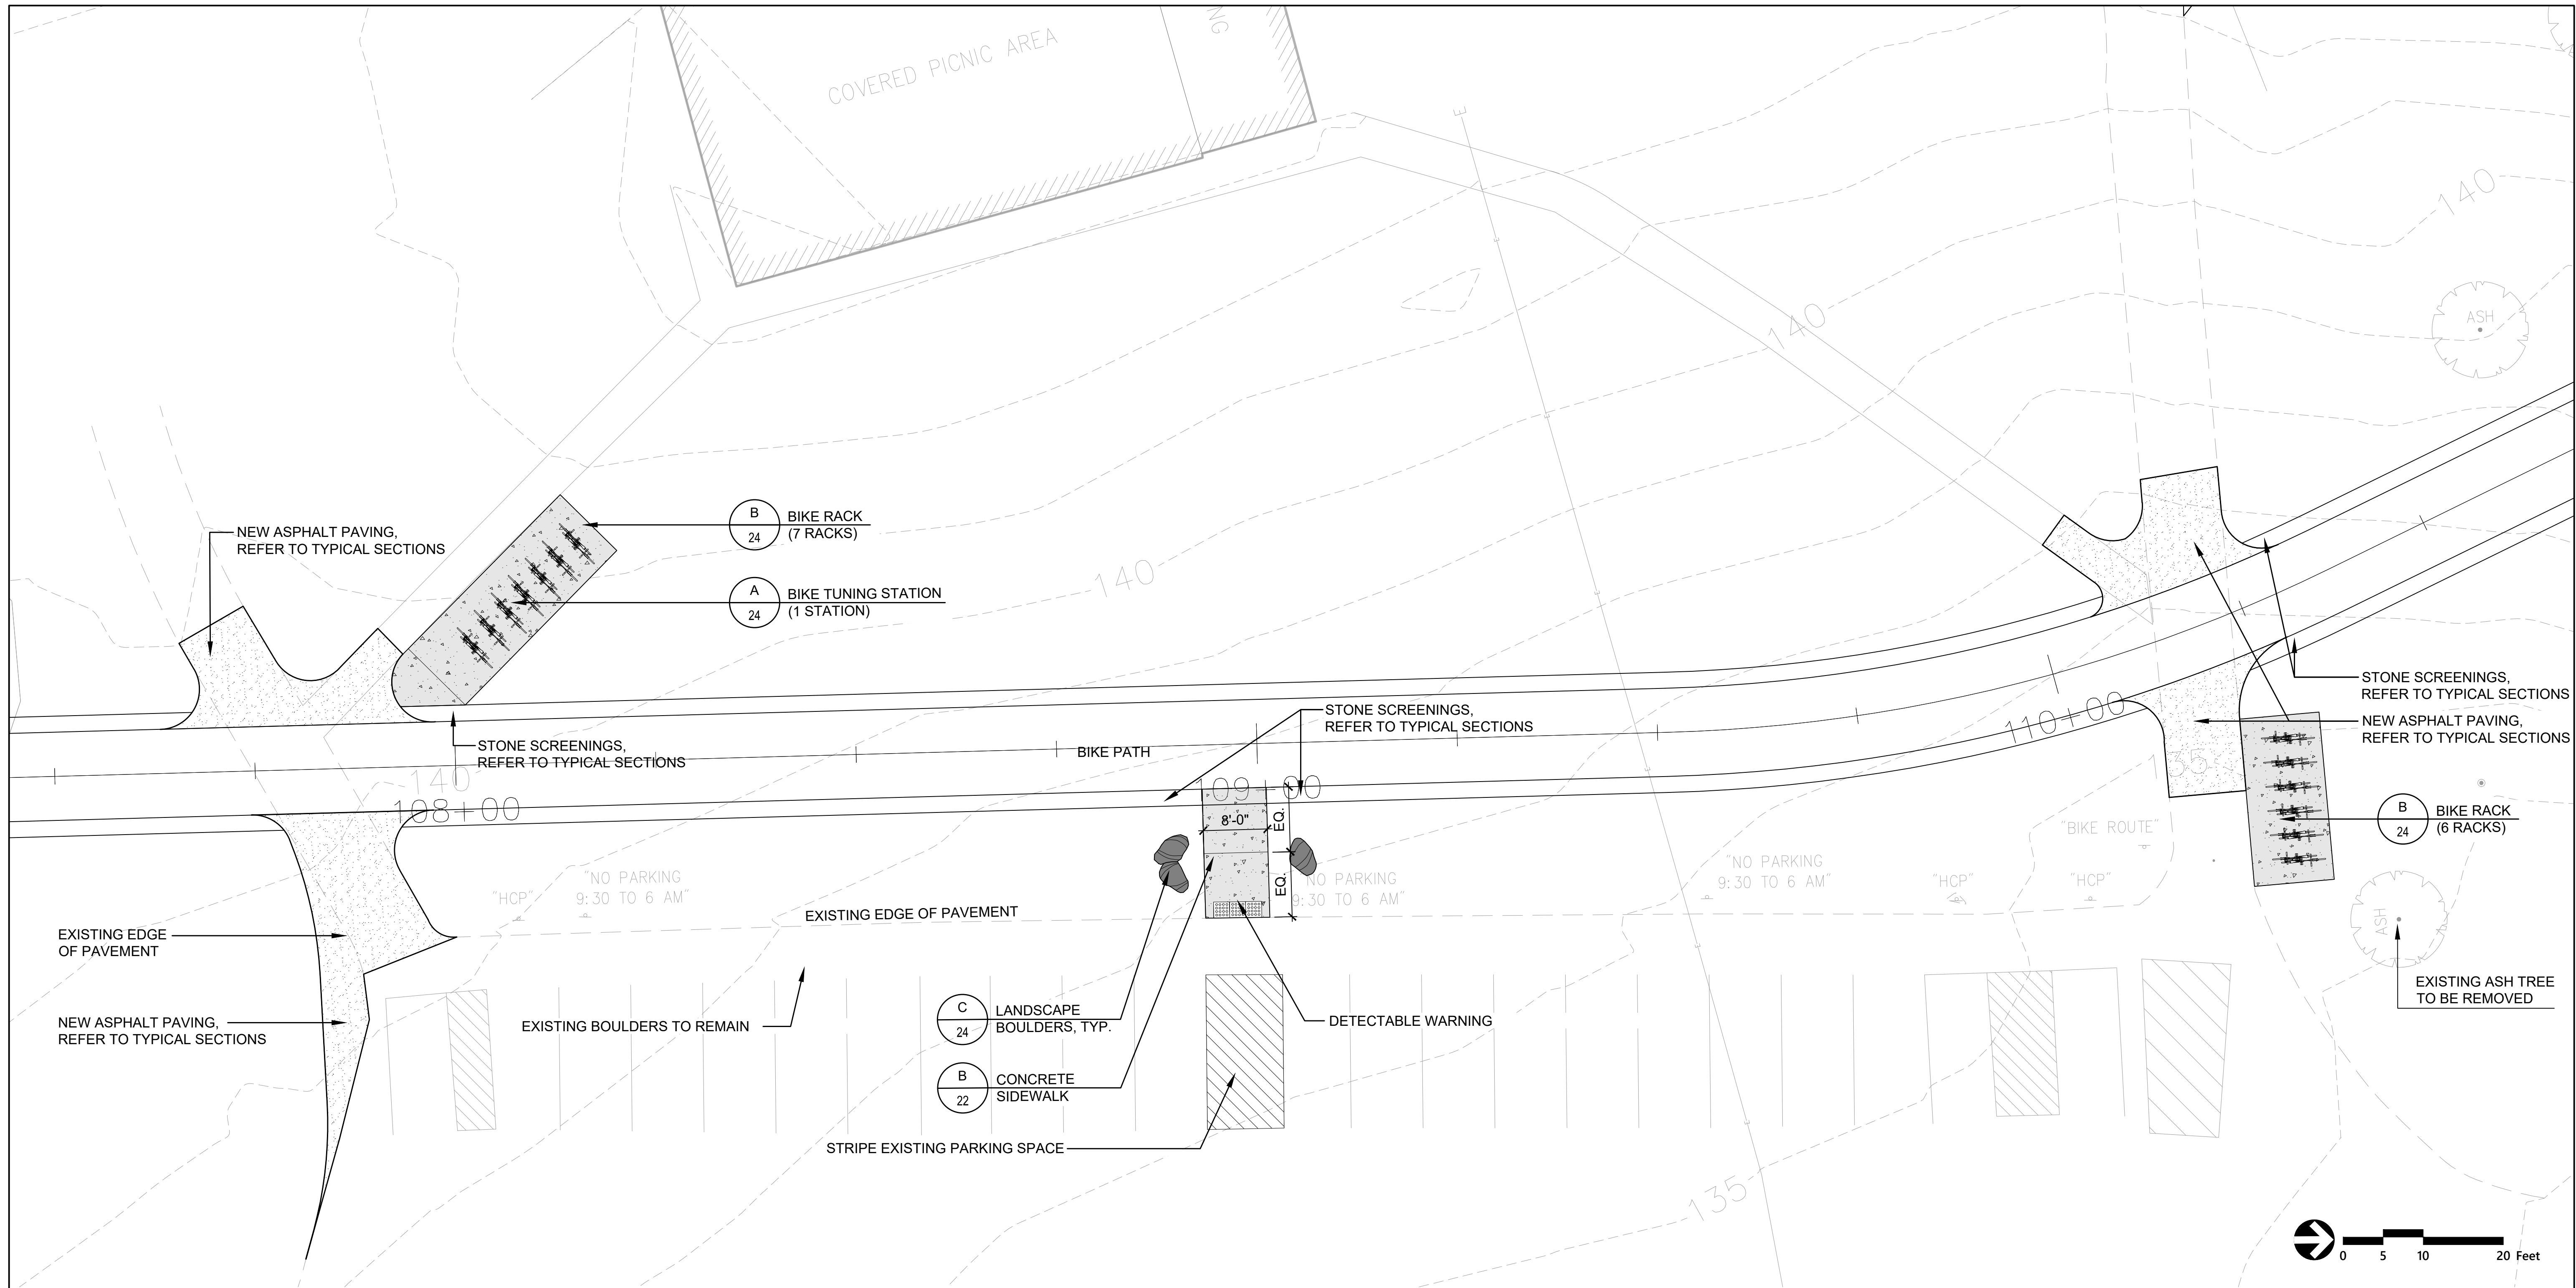 COVERED PICNIC AREA
NG
E
140
140
ASH
NEW ASPHALT PAVING,
REFER TO TYPICAL SECTIONS
B
24
BIKE RACK
(7 RACKS)
A
24
BIKE TUNING STATION
(1 STATION)
140
STONE SCREENINGS,
REFER TO TYPICAL SECTIONS
BIKE PATH
STONE SCREENINGS,
REFER TO TYPICAL SECTIONS
STONE SCREENINGS,
REFER TO TYPICAL SECTIONS
NEW ASPHALT PAVING,
REFER TO TYPICAL SECTIONS
140
108+00
109+00
110+00
135
8'-0"
EQ.
EQ.
B
24
BIKE RACK
(6 RACKS)
"BIKE ROUTE"
"HCP"
"NO PARKING
9:30 TO 6 AM"
"NO PARKING
9:30 TO 6 AM"
"NO PARKING
9:30 TO 6 AM"
"HCP"
"HCP"
ASH
EXISTING EDGE OF PAVEMENT
EXISTING EDGE
OF PAVEMENT
NEW ASPHALT PAVING,
REFER TO TYPICAL SECTIONS
EXISTING BOULDERS TO REMAIN
C
24
LANDSCAPE
BOULDERS, TYP.
DETECTABLE WARNING
EXISTING ASH TREE
TO BE REMOVED
B
22
CONCRETE
SIDEWALK
STRIPE EXISTING PARKING SPACE
135
0 5 10 20 Feet